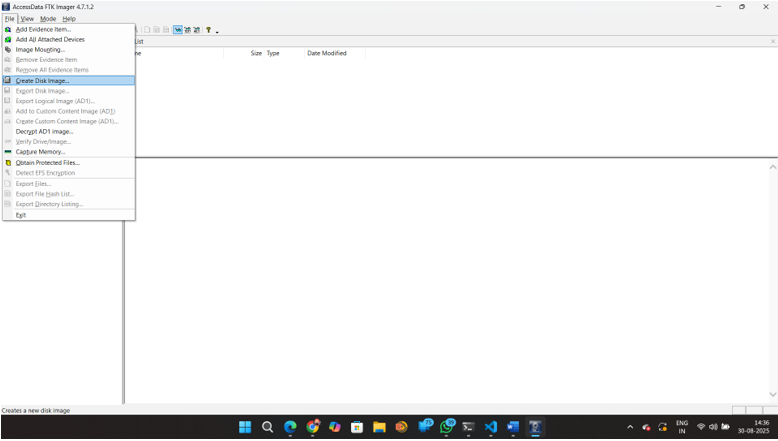 AccessData FTK Imager 4.7.1.2
File View Mode Help
Add Evidence Item...
Add All Attached Devices
Image Mounting...
Remove Evidence Item
Remove All Evidence Items
Create Disk Image...
Export Disk Image...
Export Logical Image (AD1)...
Add to Custom Content Image (AD1)
Create Custom Content Image (AD1)...
Decrypt AD1 image...
Verify Drive/Image...
Capture Memory...
Obtain Protected Files...
Detect EFS Encryption
Export Files...
Export File Hash List...
Export Directory Listing...
Exit
List
me Size Type Date Modified
Creates a new disk image
ENG
IN
14:36
30-08-2025